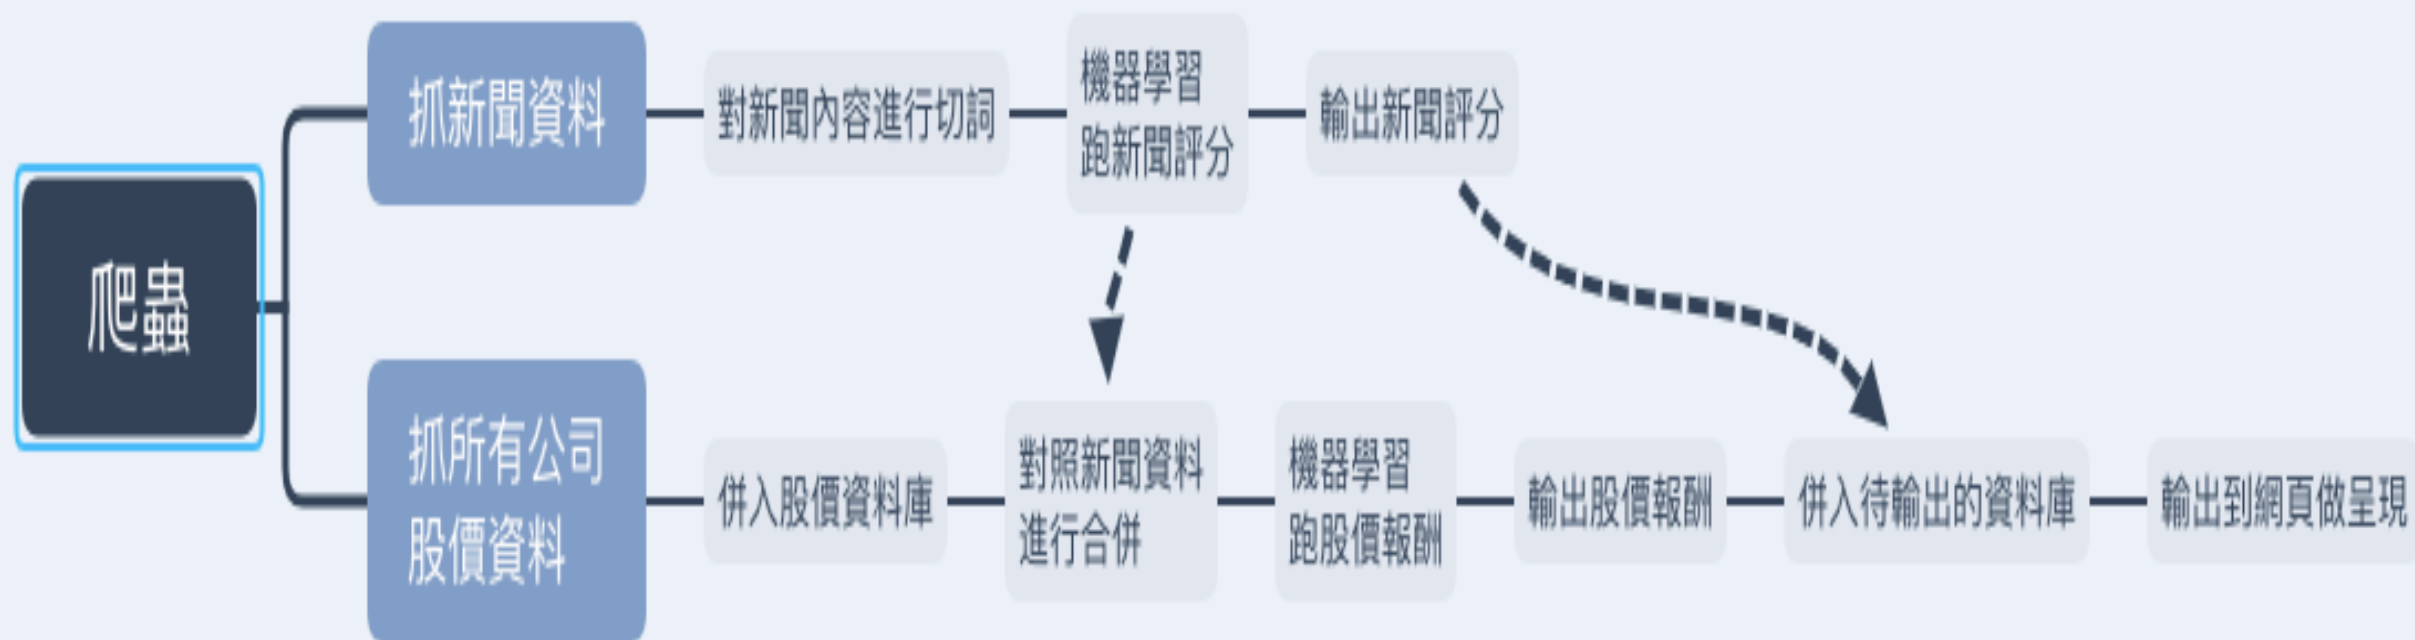 爬蟲
抓新聞資料
對新聞內容進行切詞
機器學習
跑新聞評分
輸出新聞評分
抓所有公司
股價資料
併入股價資料庫
對照新聞資料
進行合併
機器學習
跑股價報酬
輸出股價報酬
併入待輸出的資料庫
輸出到網頁做呈現